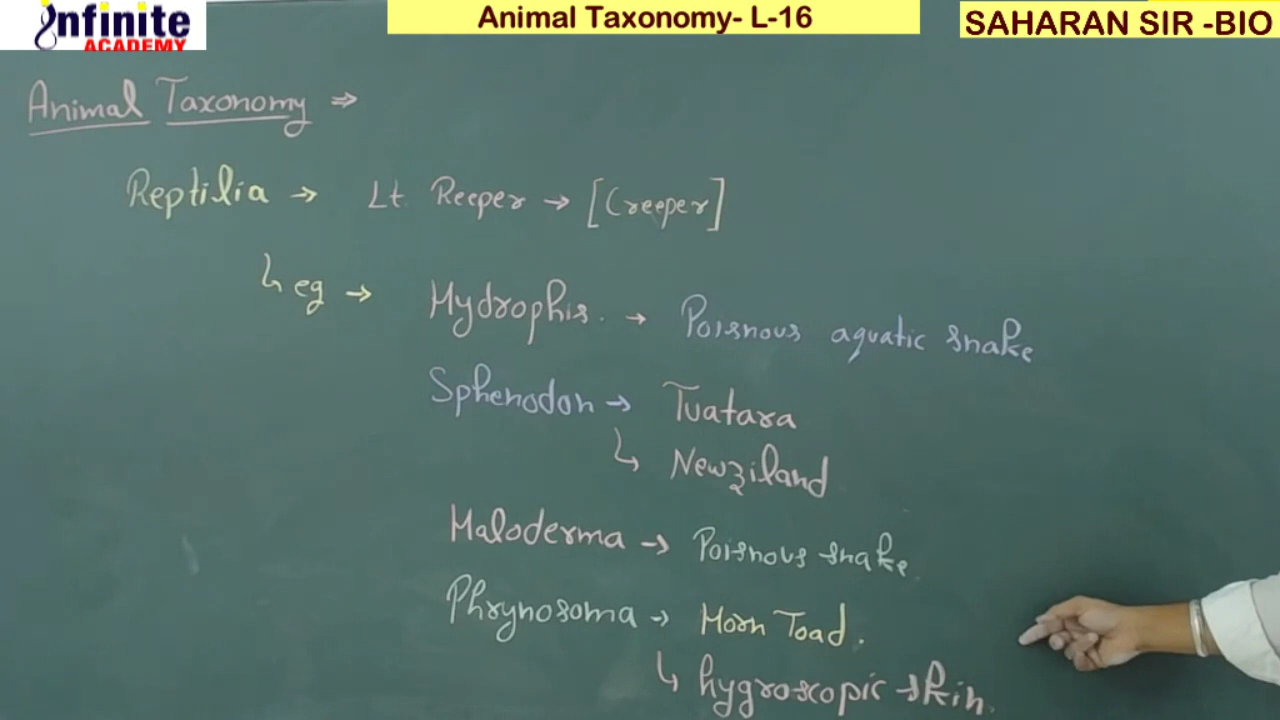 infinite
ACADEMY
Animal Taxonomy- L-16
SAHARAN SIR -BIO
Animal Taxonomy ⇒
Reptilia → Lt. Reeper → [Creeper]
↳ eg → Hydrophis. → Poisnous aquatic snake
Sphenodon → Tuatara
↳ Newziland
Haloderma → Poisnous snake.
Phrynosoma → Horn Toad.
↳ hygroscopic skin.